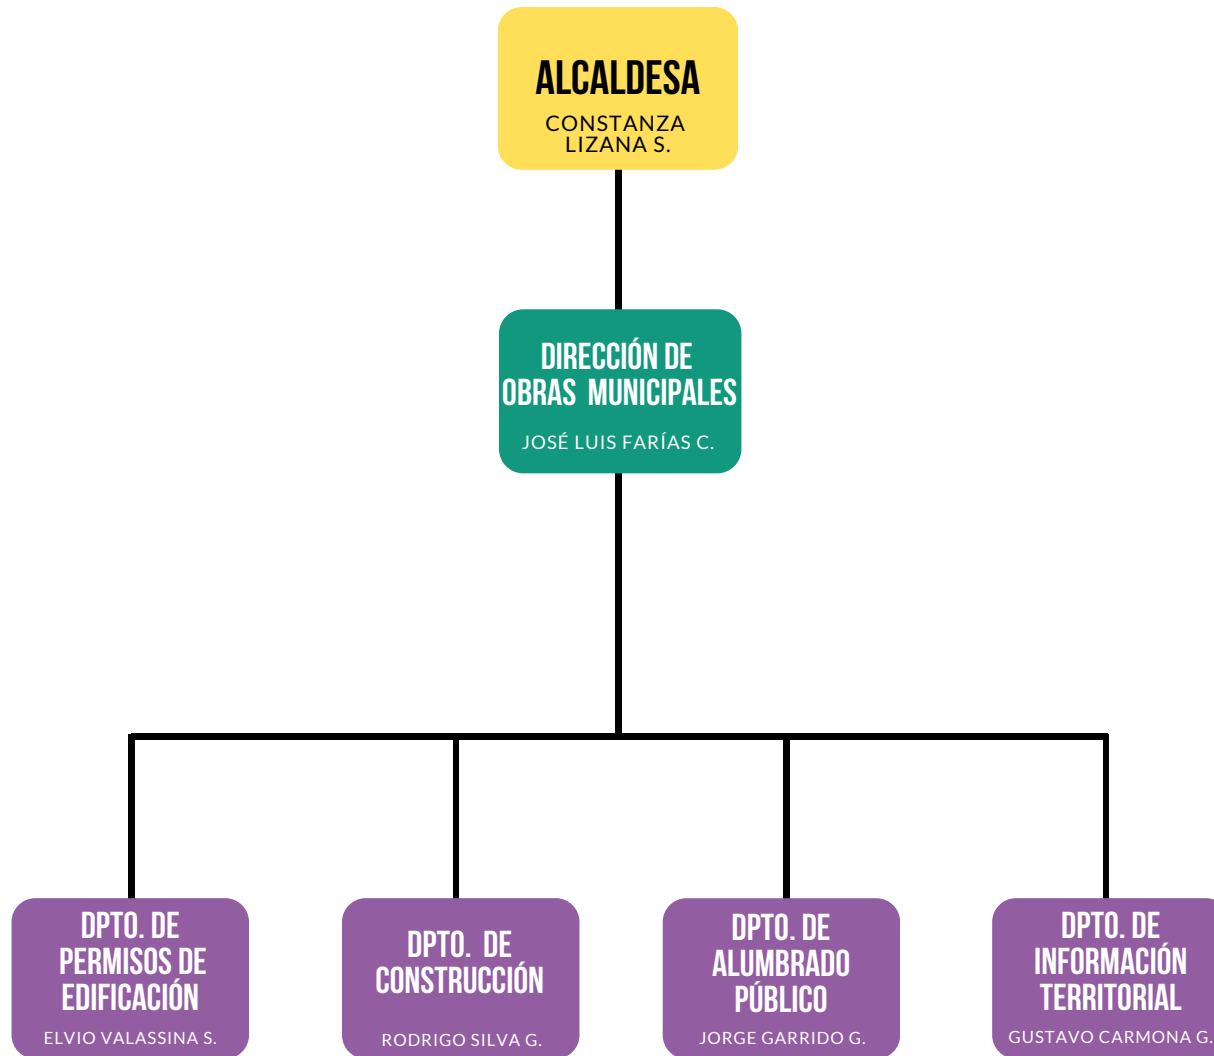 ALCALDESA
CONSTANZA
LIZANA S.
DIRECCIÓN DE
OBRAS MUNICIPALES
JOSÉ LUIS FARÍAS C.
DPTO. DE
PERMISOS DE
EDIFICACIÓN
ELVIO VALASSINA S.
DPTO. DE
CONSTRUCCIÓN
RODRIGO SILVA G.
DPTO. DE
ALUMBRADO
PÚBLICO
JORGE GARRIDO G.
DPTO. DE
INFORMACIÓN
TERRITORIAL
GUSTAVO CARMONA G.